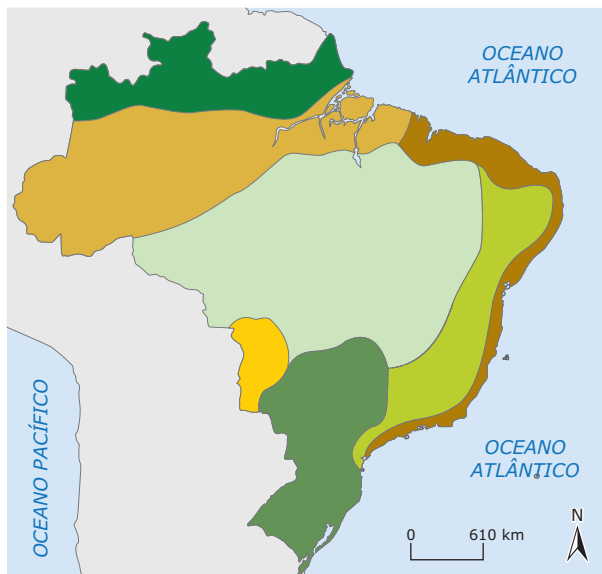 OCEANO
ATLÂNTICO
OCEANO PACÍFICO
OCEANO
ATLÂNTICO
N
0 610 km